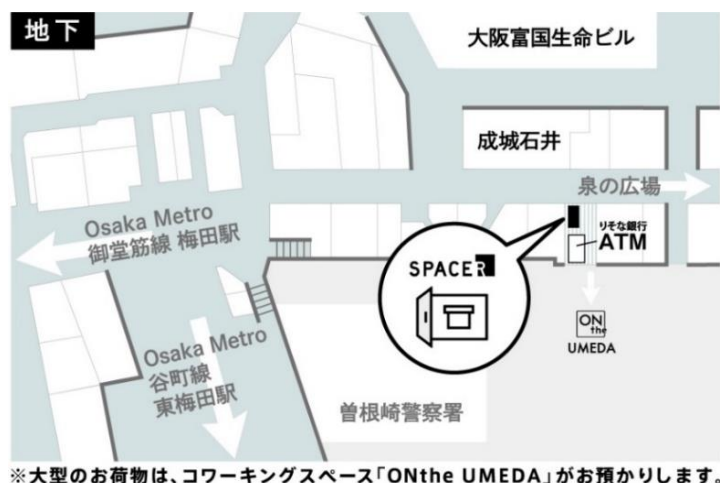 地下
大阪富国生命ビル
成城石井
泉の広場
Osaka Metro
御堂筋線 梅田駅
りそな銀行
ATM
SPACER
ON
the
UMEDA
Osaka Metro
谷町線
東梅田駅
曽根崎警察署
※大型のお荷物は、コワーキングスペース「ONthe UMEDA」がお預かりします。